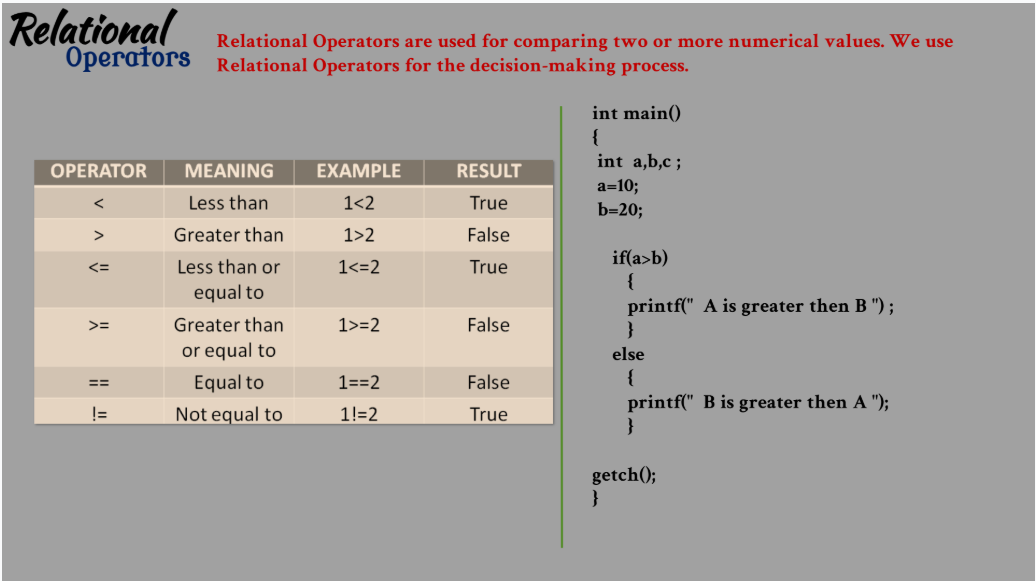 Relational
Operators
Relational Operators are used for comparing two or more numerical values. We use
Relational Operators for the decision-making process.
OPERATOR MEANING EXAMPLE RESULT
< Less than 1<2 True
> Greater than 1>2 False
<= Less than or 1<=2 True
equal to
>= Greater than 1>=2 False
or equal to
== Equal to 1==2 False
!= Not equal to 1!=2 True
int main()
{
int a,b,c ;
a=10;
b=20;
if(a>b)
{
printf(" A is greater then B ") ;
}
else
{
printf(" B is greater then A ");
}
getch();
}